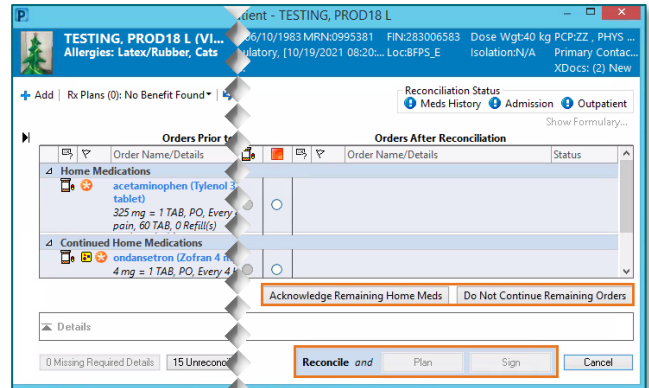 P
tient - TESTING, PROD18 L
TESTING, PROD18 L (VI...
06/10/1983 MRN:0995381 FIN:283006583 Dose Wgt:40 kg PCP:ZZ , PHYS ...
Allergies: Latex/Rubber, Cats
ulatory, [10/19/2021 08:20:... Loc:BFPS_E Isolation:N/A Primary Contac...
XDocs: (2) New
Add | Rx Plans (0): No Benefit Found
Reconciliation Status
Meds History Admission Outpatient
Show Formulary...
Orders Prior to
Orders After Reconciliation
Order Name/Details
Order Name/Details Status
Home Medications
acetaminophen (Tylenol 3
tablet)
325 mg = 1 TAB, PO, Every
pain, 60 TAB, 0 Refill(s)
Continued Home Medications
ondansetron (Zofran 4 m
4 mg = 1 TAB, PO, Every 4
Acknowledge Remaining Home Meds Do Not Continue Remaining Orders
Details
0 Missing Required Details 15 Unreconcil
Reconcile and Plan Sign Cancel